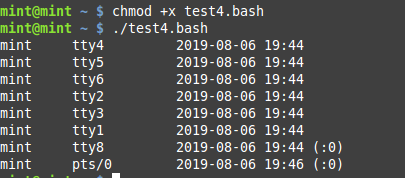 mint@mint ~ $ chmod +x test4.bash
mint@mint ~ $ ./test4.bash
mint     tty4         2019-08-06 19:44
mint     tty5         2019-08-06 19:44
mint     tty6         2019-08-06 19:44
mint     tty2         2019-08-06 19:44
mint     tty3         2019-08-06 19:44
mint     tty1         2019-08-06 19:44
mint     tty8         2019-08-06 19:44 (:0)
mint     pts/0        2019-08-06 19:46 (:0)
mint@mint ~ $